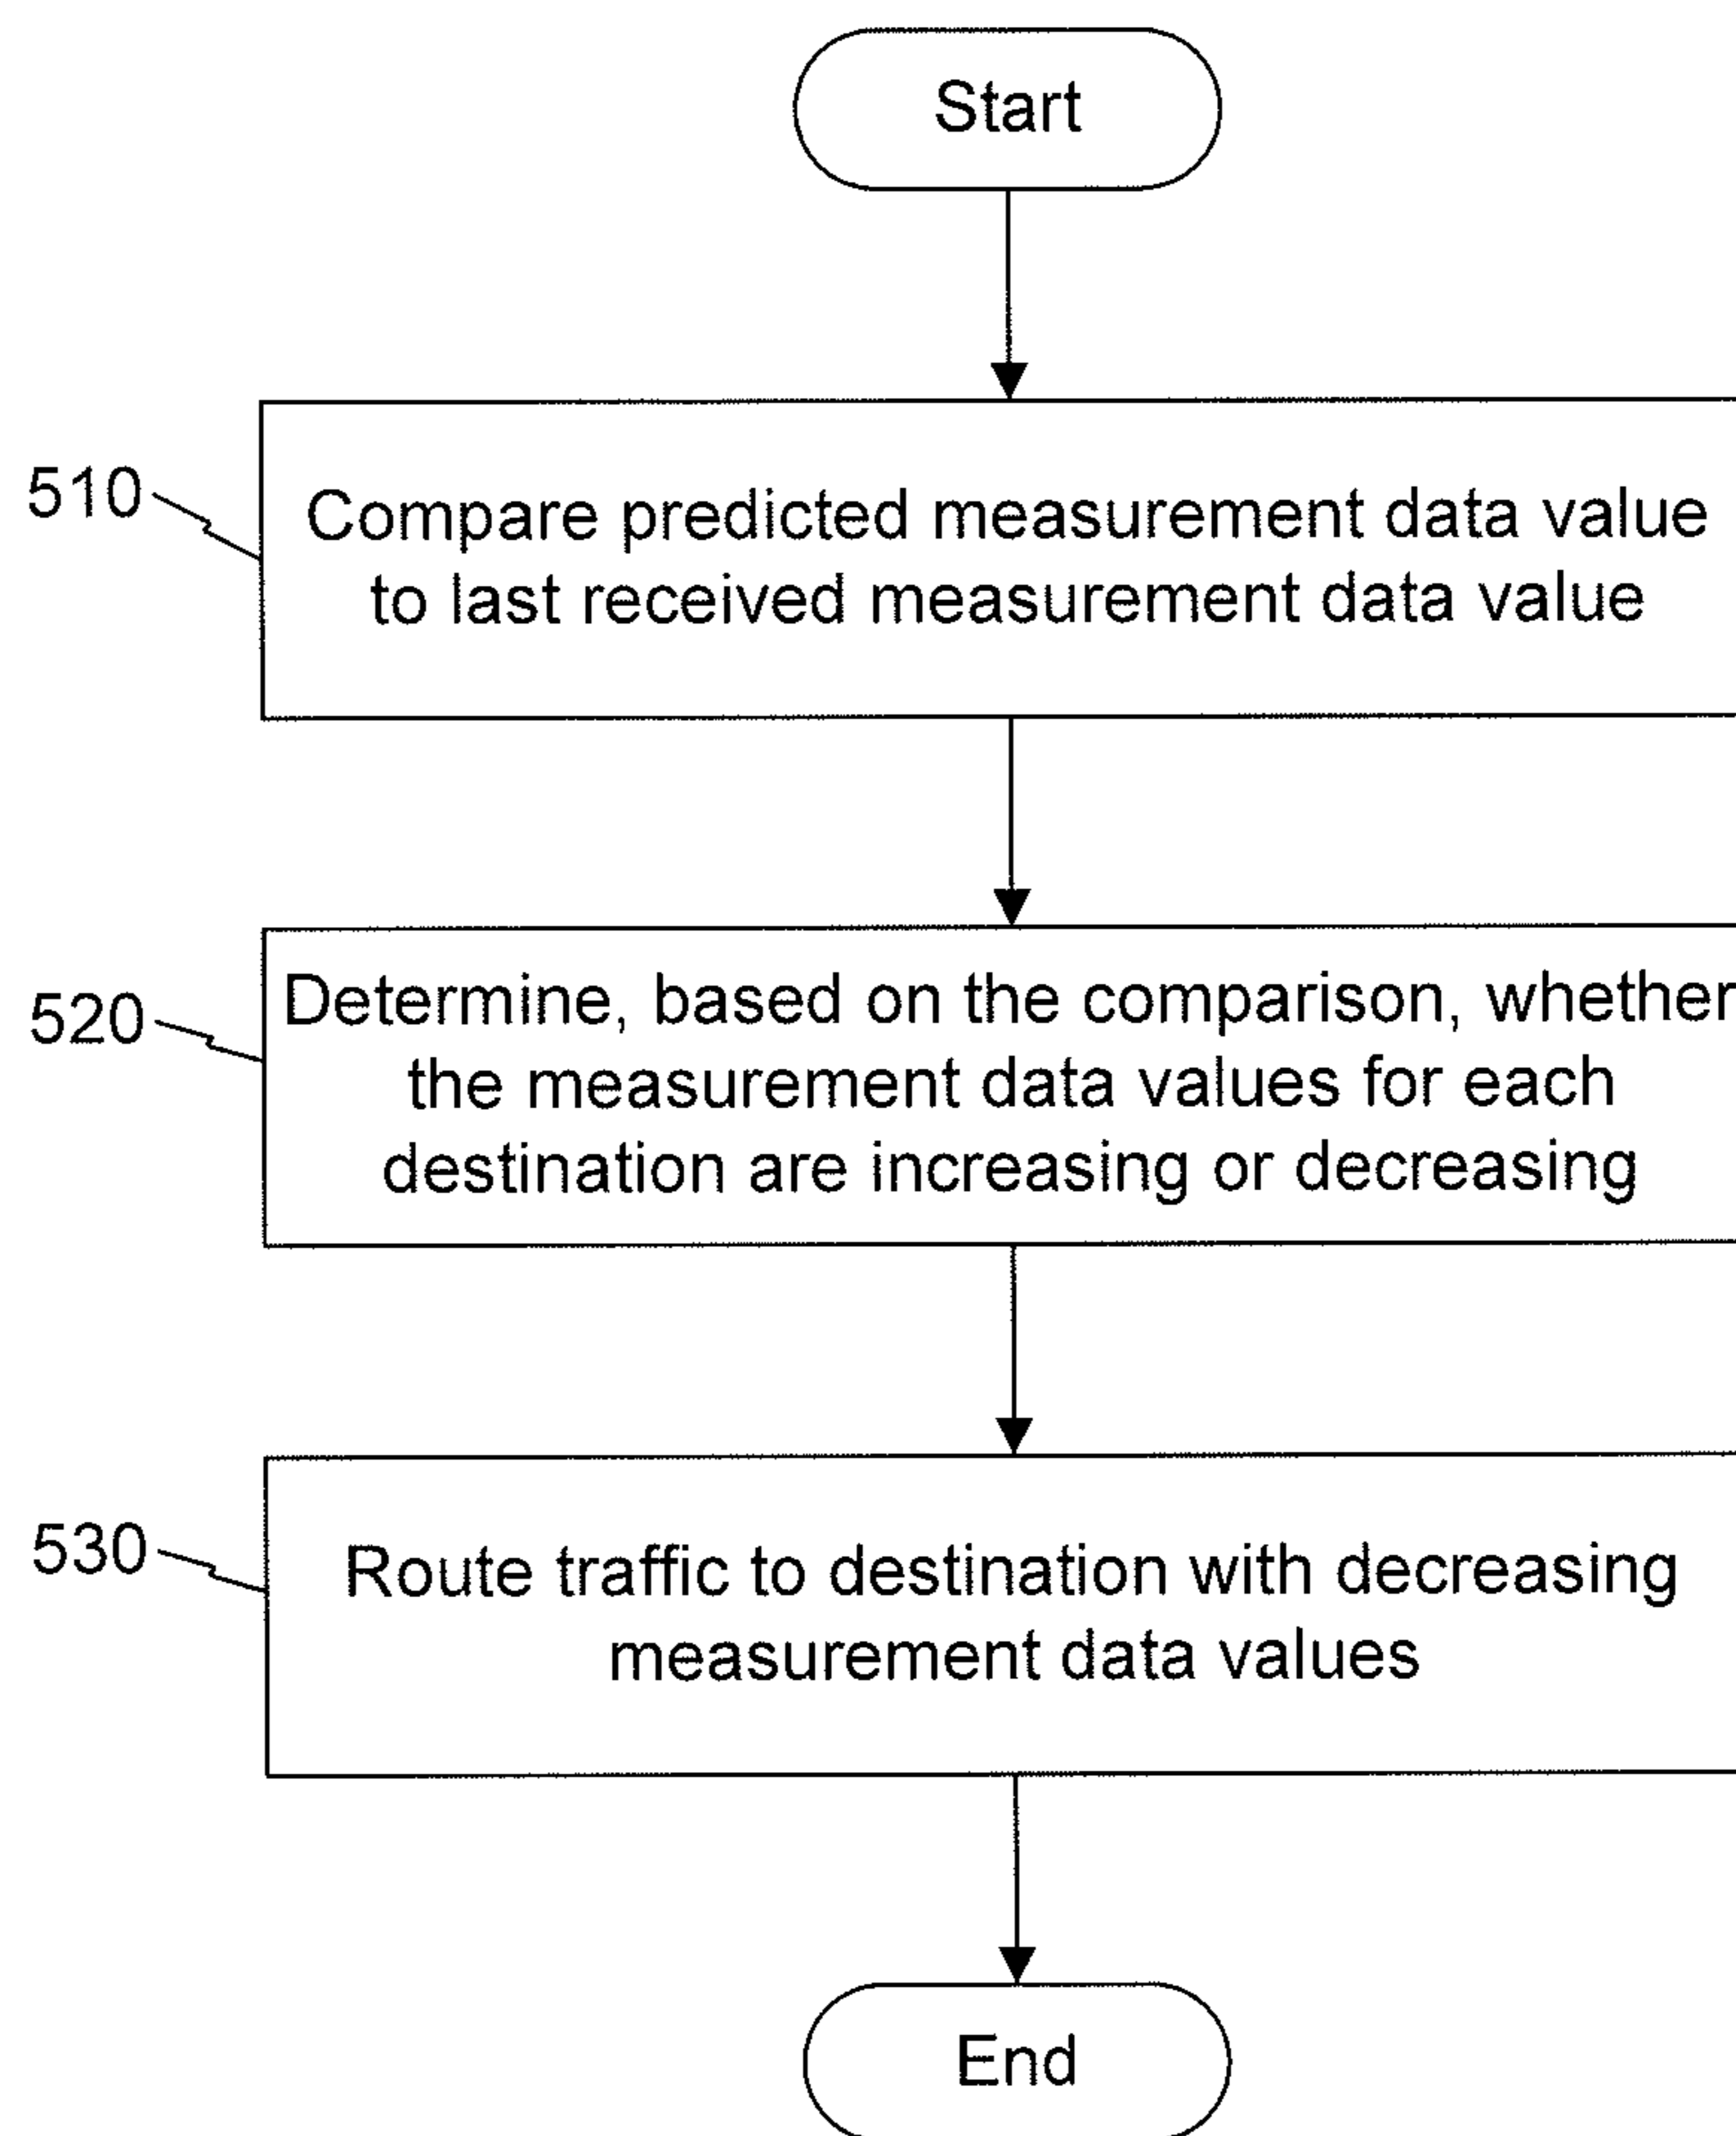 Start
510
Compare predicted measurement data value
to last received measurement data value
520
Determine, based on the comparison, whether
the measurement data values for each
destination are increasing or decreasing
530
Route traffic to destination with decreasing
measurement data values
End